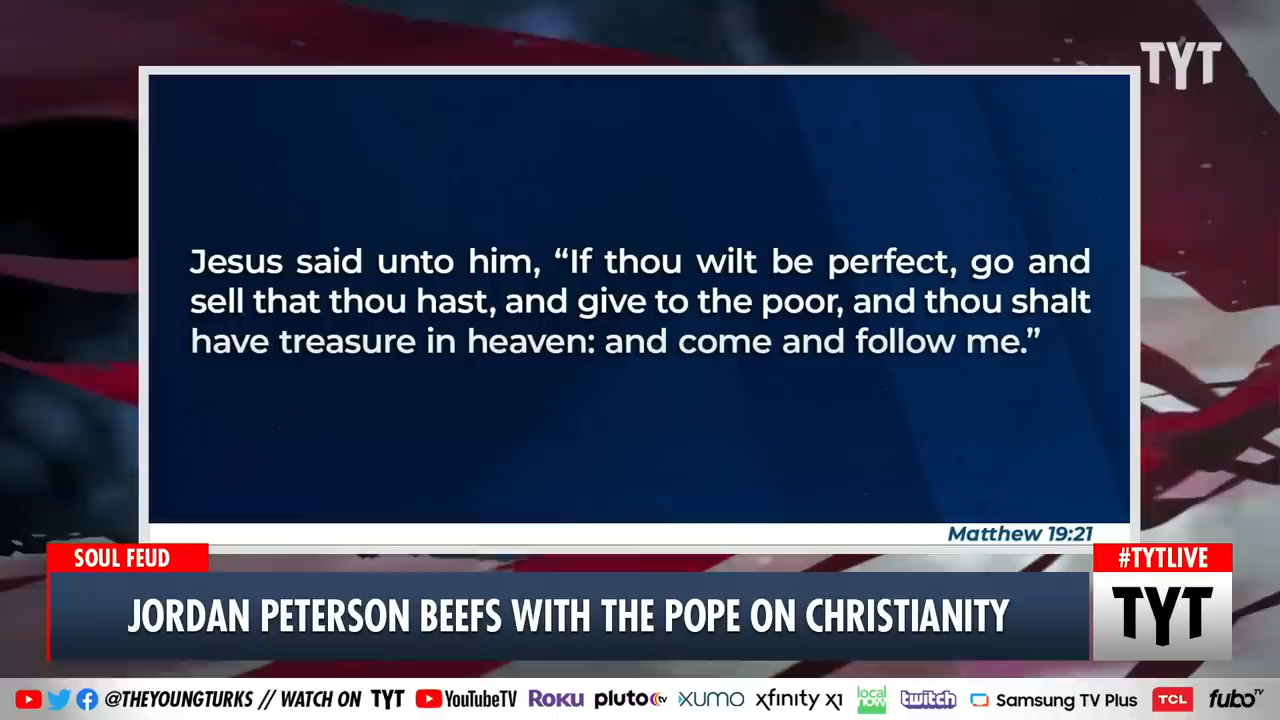 TYT
Jesus said unto him, “If thou wilt be perfect, go and
sell that thou hast, and give to the poor, and thou shalt
have treasure in heaven: and come and follow me.”
Matthew 19:21
SOUL FEUD
#TYTLIVE
JORDAN PETERSON BEEFS WITH THE POPE ON CHRISTIANITY
TYT
@THEYOUNGTURKS // WATCH ON TYT YouTubeTV ROKU pluto tv xumo xfinity x1 local now twitch Samsung TV Plus TCL fubo TV